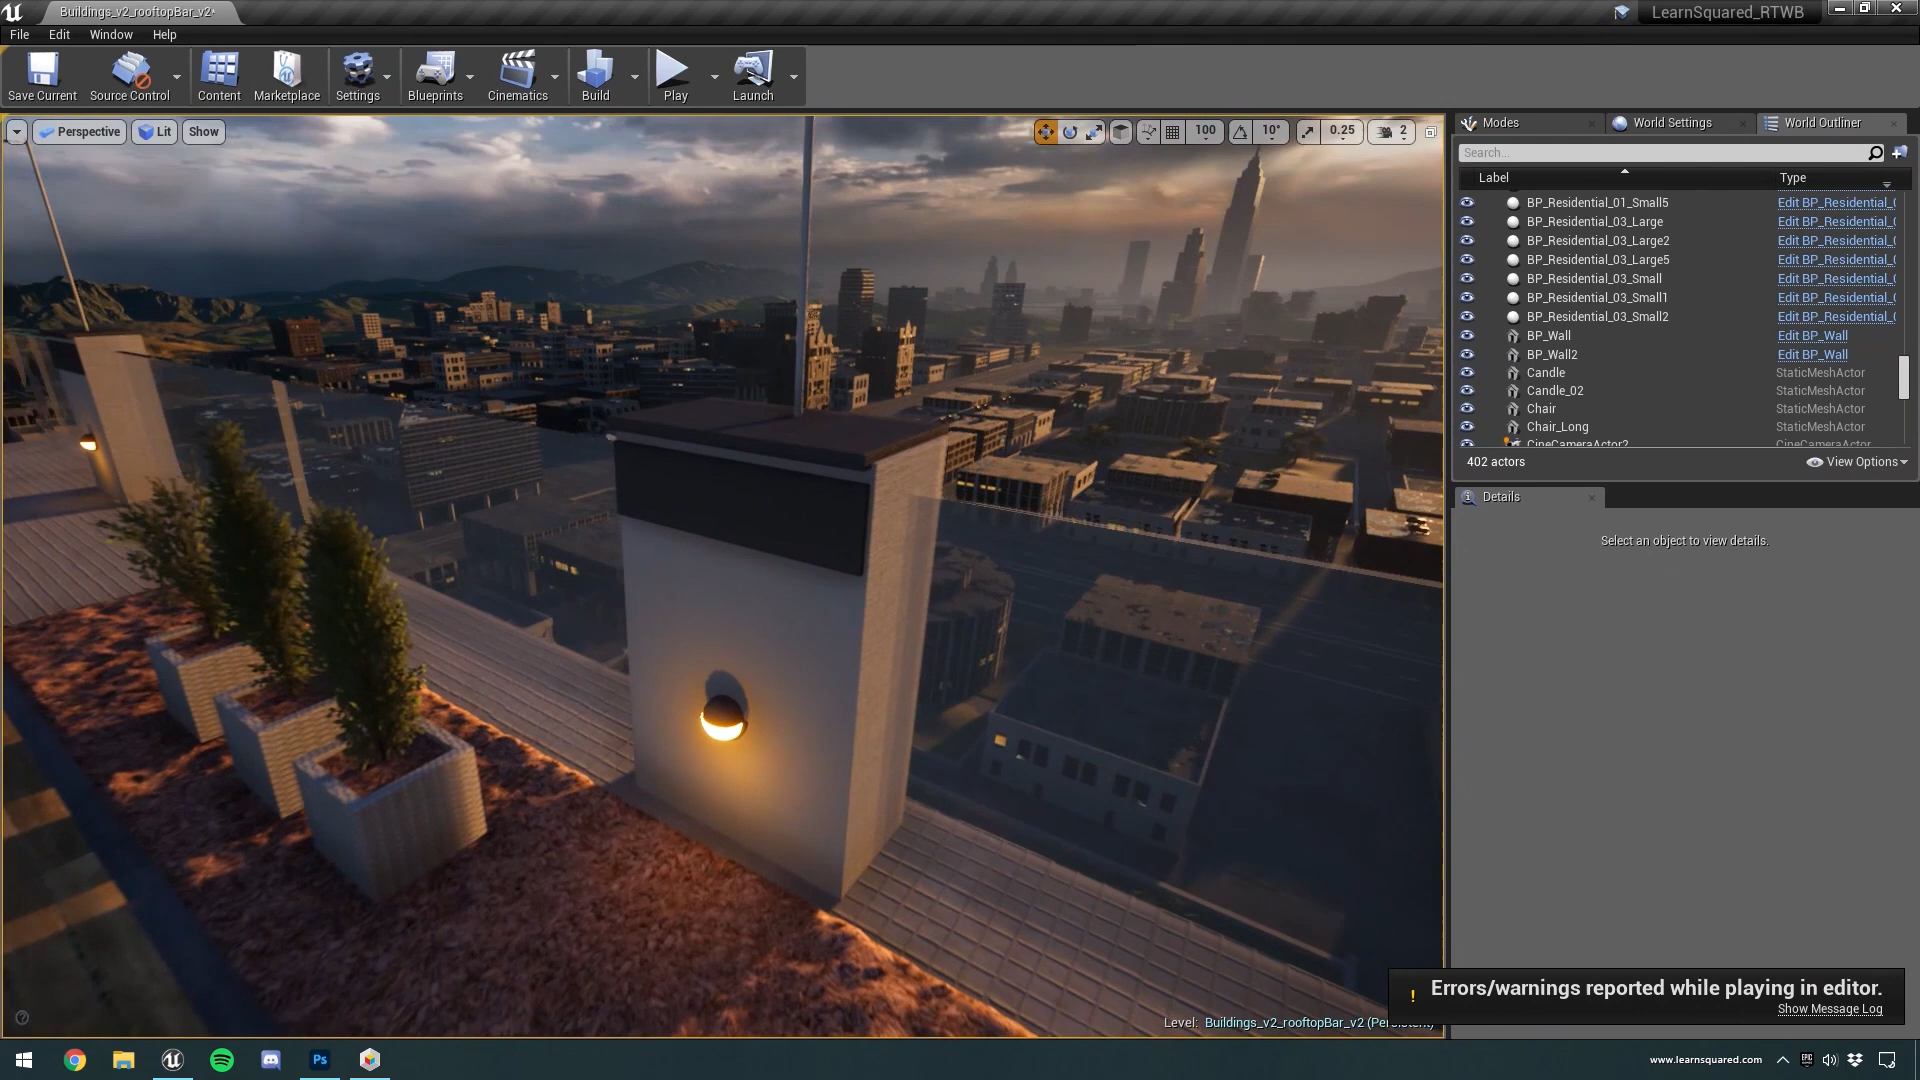 Buildings_v2_rooftopBar_v2*
LearnSquared_RTWB
File Edit Window Help
Save Current Source Control Content Marketplace Settings Blueprints Cinematics Build Play Launch
Perspective Lit Show
100 10° 0.25 2
Modes World Settings World Outliner
Search...
Label Type
BP_Residential_01_Small5 Edit BP_Residential_0
BP_Residential_03_Large Edit BP_Residential_0
BP_Residential_03_Large2 Edit BP_Residential_0
BP_Residential_03_Large5 Edit BP_Residential_0
BP_Residential_03_Small Edit BP_Residential_0
BP_Residential_03_Small1 Edit BP_Residential_0
BP_Residential_03_Small2 Edit BP_Residential_0
BP_Wall Edit BP_Wall
BP_Wall2 Edit BP_Wall
Candle StaticMeshActor
Candle_02 StaticMeshActor
Chair StaticMeshActor
Chair_Long StaticMeshActor
CineCameraActor2 CineCameraActor
402 actors View Options
Details
Select an object to view details.
Errors/warnings reported while playing in editor.
Show Message Log
Level: Buildings_v2_rooftopBar_v2 (Persistent)
Ps
www.learnsquared.com
EPIC